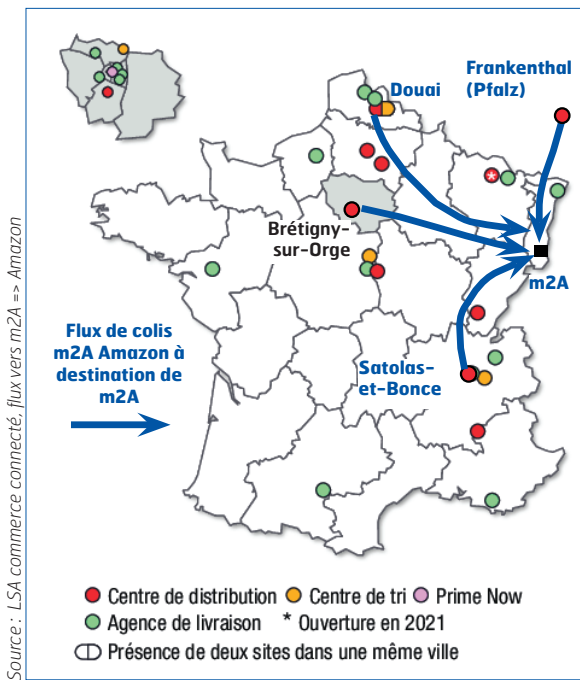 Douai
Frankenthal
(Pfalz)
*
Brétigny-
sur-Orge
m2A
Flux de colis
m2A Amazon à
destination de
m2A
Satolas-
et-Bonce
Centre de distribution
Centre de tri
Prime Now
Agence de livraison
* Ouverture en 2021
Présence de deux sites dans une même ville
Source : LSA commerce connecté, flux vers m2A => Amazon